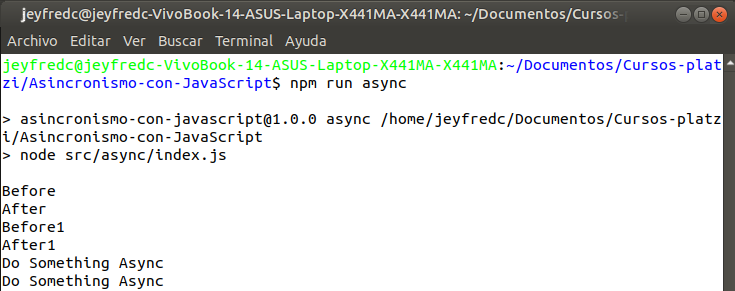 jeyfredc@jeyfredc-VivoBook-14-ASUS-Laptop-X441MA-X441MA: ~/Documentos/Cursos-p
Archivo Editar Ver Buscar Terminal Ayuda
jeyfredc@jeyfredc-VivoBook-14-ASUS-Laptop-X441MA-X441MA:~/Documentos/Cursos-plat
zi/Asincronismo-con-JavaScript$ npm run async
> asincronismo-con-javascript@1.0.0 async /home/jeyfredc/Documentos/Cursos-platz
i/Asincronismo-con-JavaScript
> node src/async/index.js
Before
After
Before1
After1
Do Something Async
Do Something Async